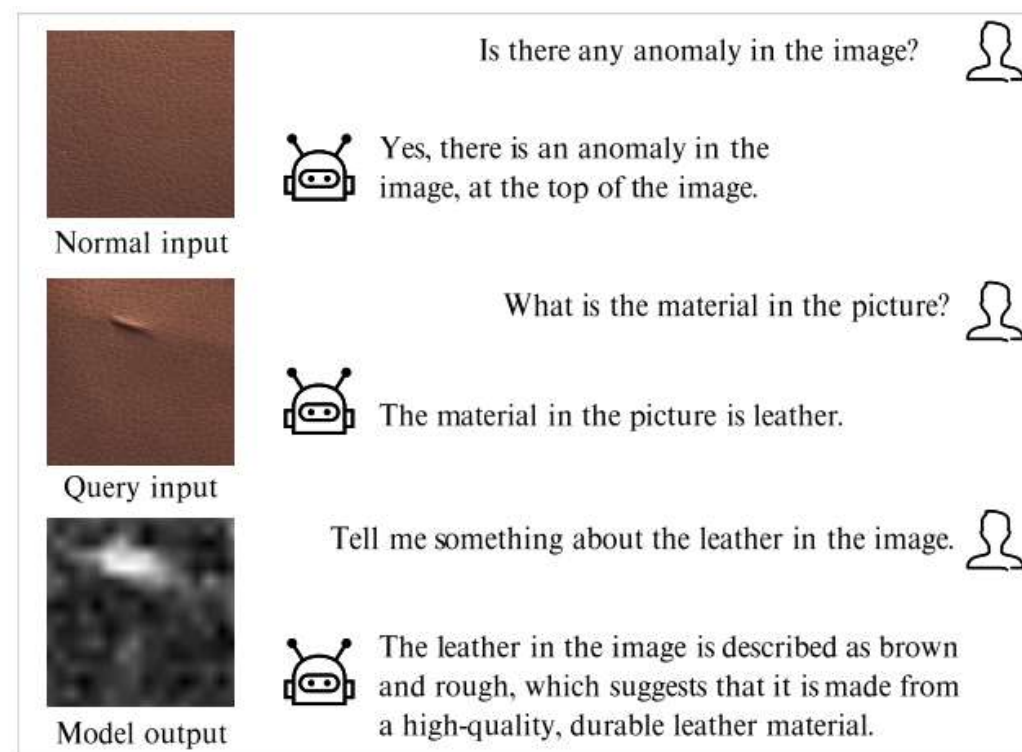 Is there any anomaly in the image?
Yes, there is an anomaly in the
image, at the top of the image.
Normal input
What is the material in the picture?
The material in the picture is leather.
Query input
Tell me something about the leather in the image.
The leather in the image is described as brown
and rough, which suggests that it is made from
a high-quality, durable leather material.
Model output